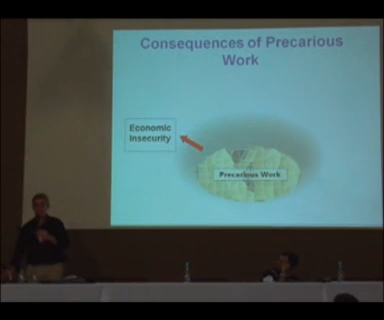 Consequences of Precarious
Work
Economic
Insecurity
Precarious Work